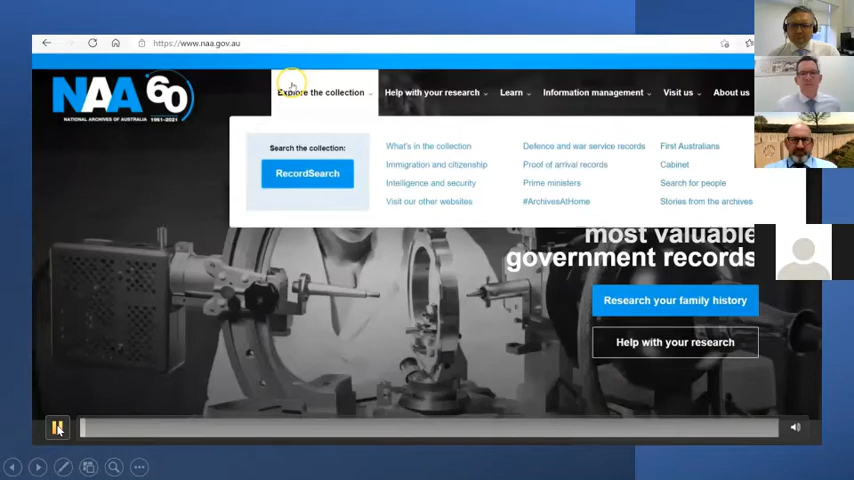 https://www.naa.gov.au
NAA 60
NATIONAL ARCHIVES OF AUSTRALIA 1961-2021
Explore the collection
Help with your research
Learn
Information management
Visit us
About us
Search the collection:
RecordSearch
What's in the collection
Immigration and citizenship
Intelligence and security
Visit our other websites
Defence and war service records
Proof of arrival records
Prime ministers
#ArchivesAtHome
First Australians
Cabinet
Search for people
Stories from the archives
most valuable
government records
Research your family history
Help with your research